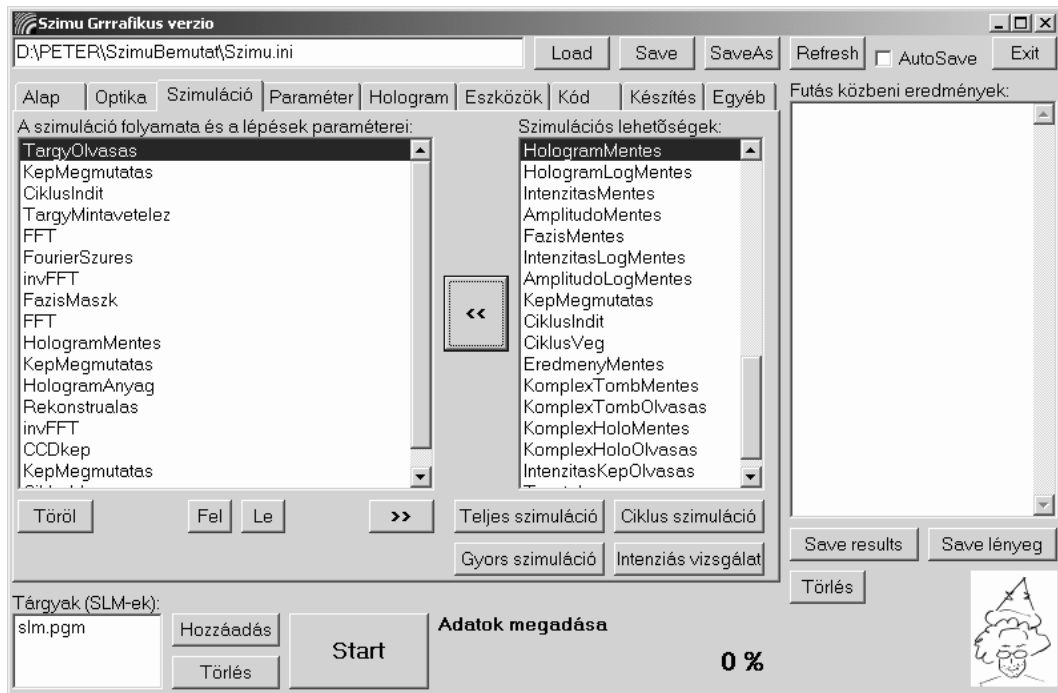 Szimu Grrrafikus verzio
D:\PETER\SzimuBemutat\Szimu.ini
Load
Save
SaveAs
Refresh
AutoSave
Exit
Alap
Optika
Szimuláció
Paraméter
Hologram
Eszközök
Kód
Készítés
Egyéb
A szimuláció folyamata és a lépések paraméterei:
TargyOlvasas
KepMegmutatas
CiklusIndit
TargyMintavetelez
FFT
FourierSzures
invFFT
FazisMaszk
FFT
HologramMentes
KepMegmutatas
HologramAnyag
Rekonstrualas
invFFT
CCDkep
KepMegmutatas
<<
Szimulációs lehetõségek:
HologramMentes
HologramLogMentes
IntenzitasMentes
AmplitudoMentes
FazisMentes
IntenzitasLogMentes
AmplitudoLogMentes
KepMegmutatas
CiklusIndit
CiklusVeg
EredmenyMentes
KomplexTombMentes
KomplexTombOlvasas
KomplexHoloMentes
KomplexHoloOlvasas
IntenzitasKepOlvasas
Töröl
Fel
Le
>>
Teljes szimuláció
Ciklus szimuláció
Gyors szimuláció
Intenziás vizsgálat
Futás közbeni eredmények:
Save results
Save lényeg
Törlés
Tárgyak (SLM-ek):
slm.pgm
Hozzáadás
Törlés
Start
Adatok megadása
0 %